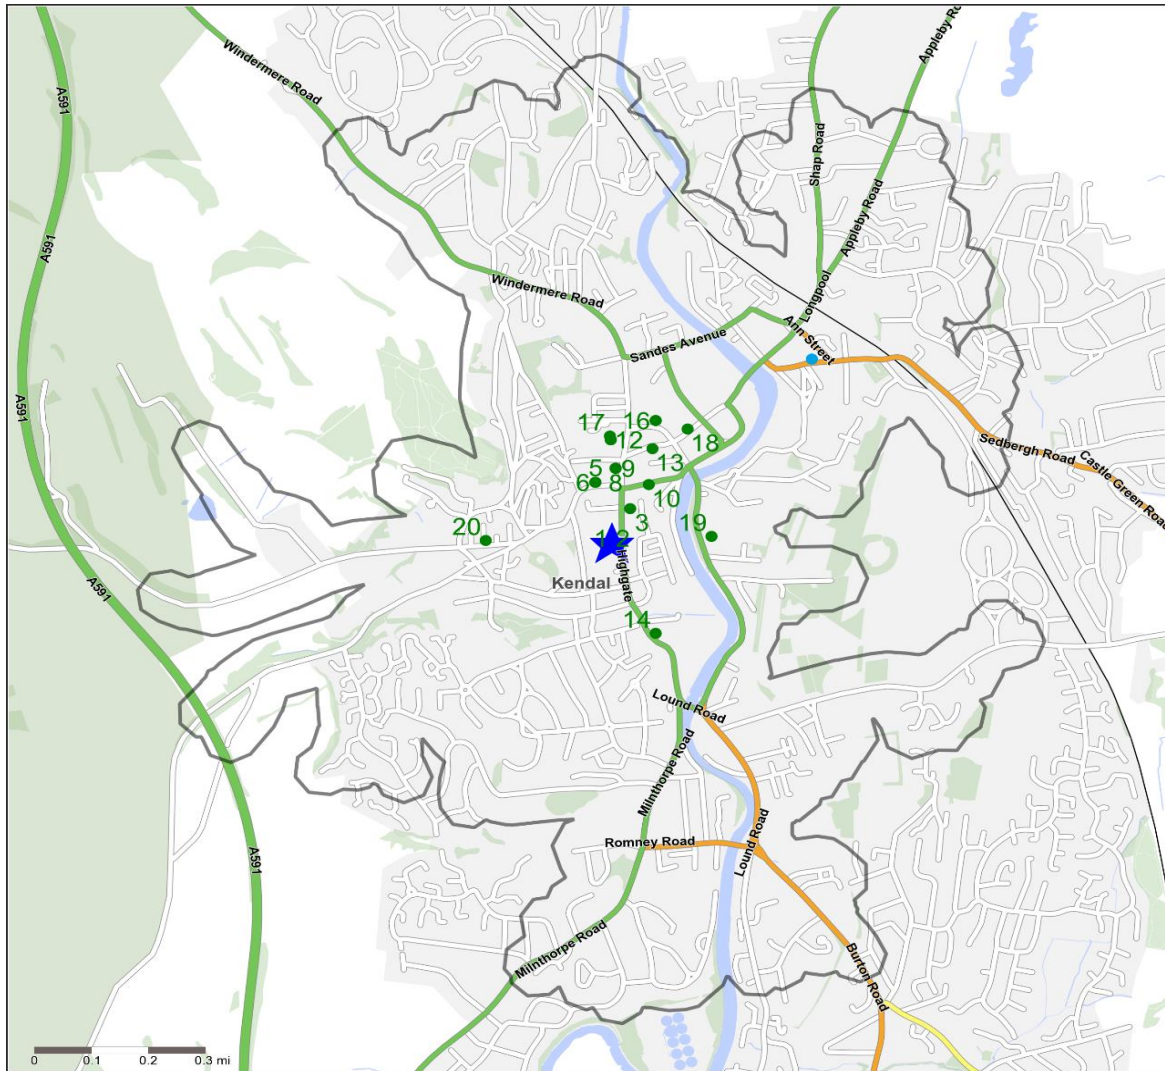 Appleby Ro
Windermere Road
A591
Shap Road
Appleby Road
A591
Windermere Road
Longpool
Ann Street
Sandes Avenue
A591
17
16
12
18
Sedbergh Road
13
Castle Green Road
5
9
6
8
10
3
19
20
Highgate
Kendal
A591
14
Lound Road
Milnthorpe Road
Romney Road
Lound Road
A591
Milnthorpe Road
Burton Road
0 0.1 0.2 0.3 mi